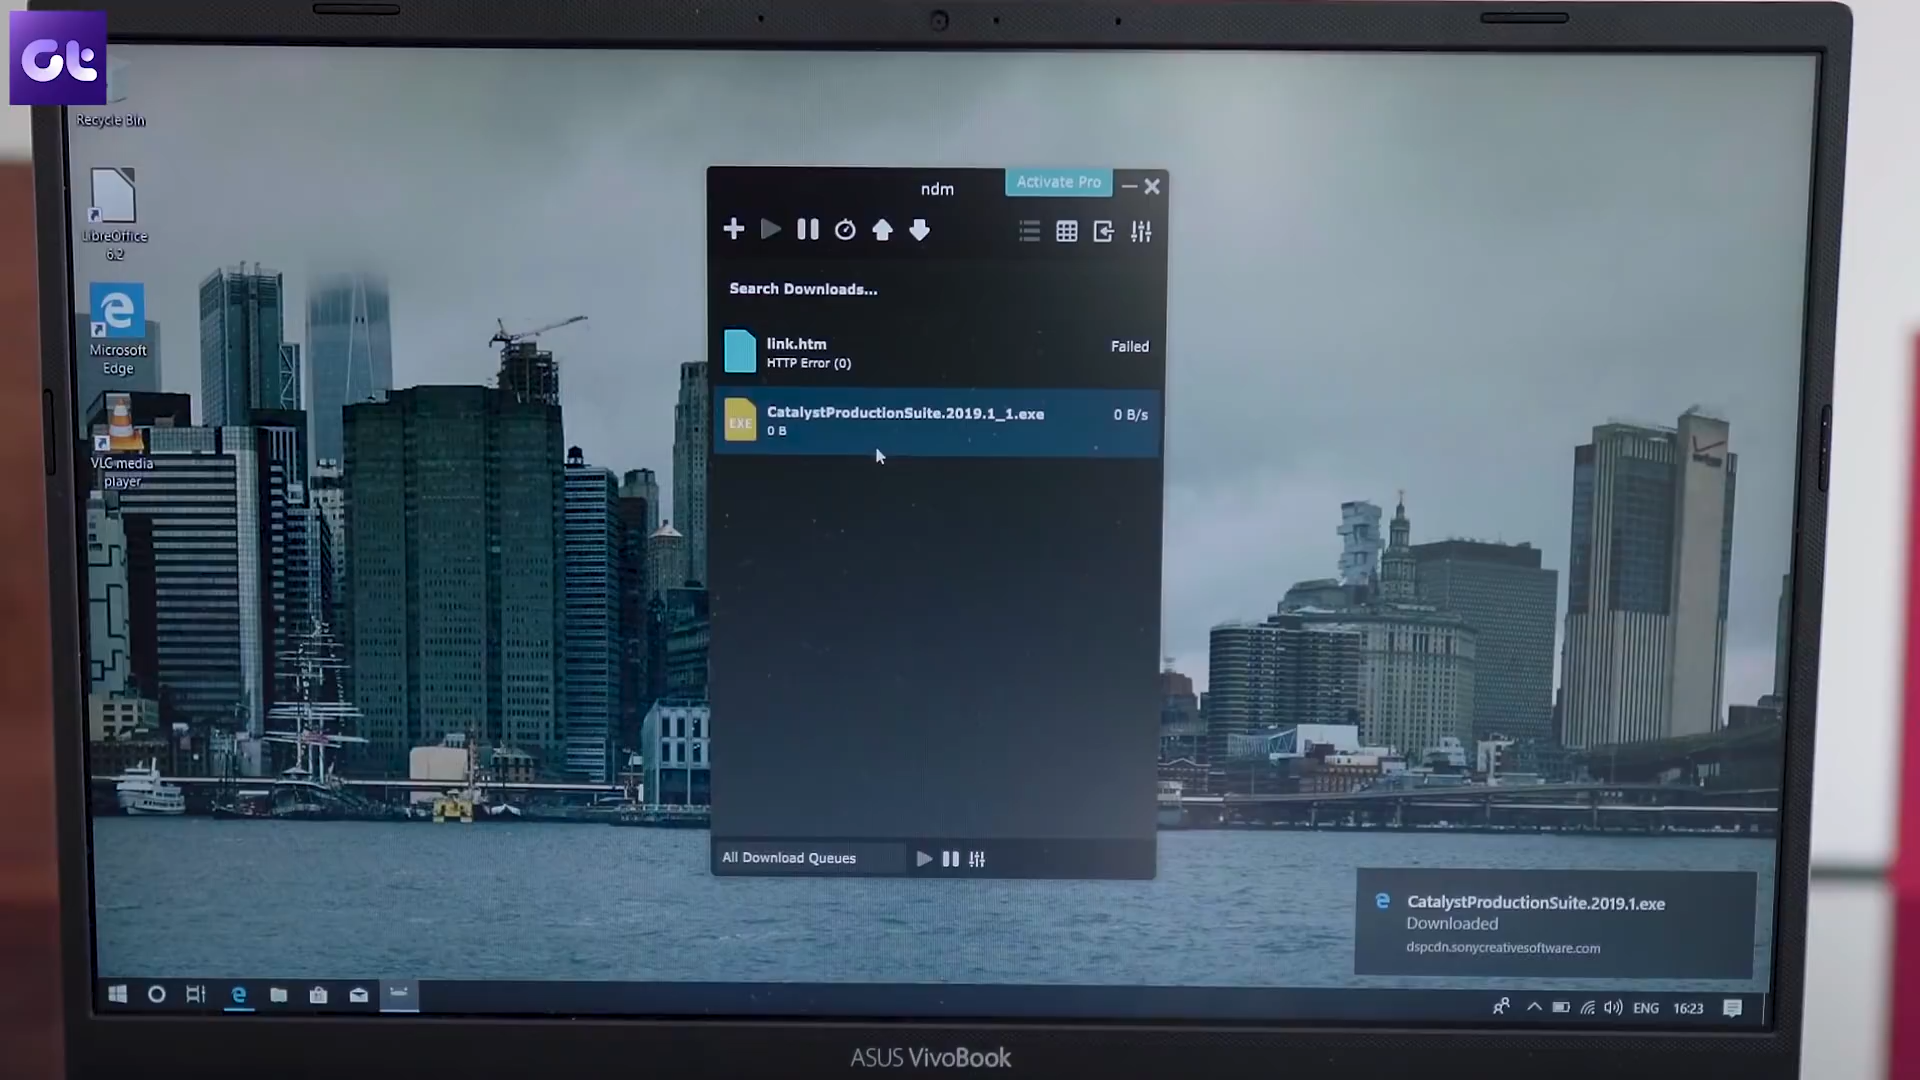 Gt
Recycle Bin
LibreOffice
6.2
Microsoft
Edge
VLC media
player
ndm
Activate Pro
Search Downloads...
link.htm
HTTP Error (0)
Failed
EXE
CatalystProductionSuite.2019.1_1.exe
0 B
0 B/s
All Download Queues
verizon
CatalystProductionSuite.2019.1.exe
Downloaded
dspcdn.sonycreativesoftware.com
ENG
16:23
ASUS VivoBook